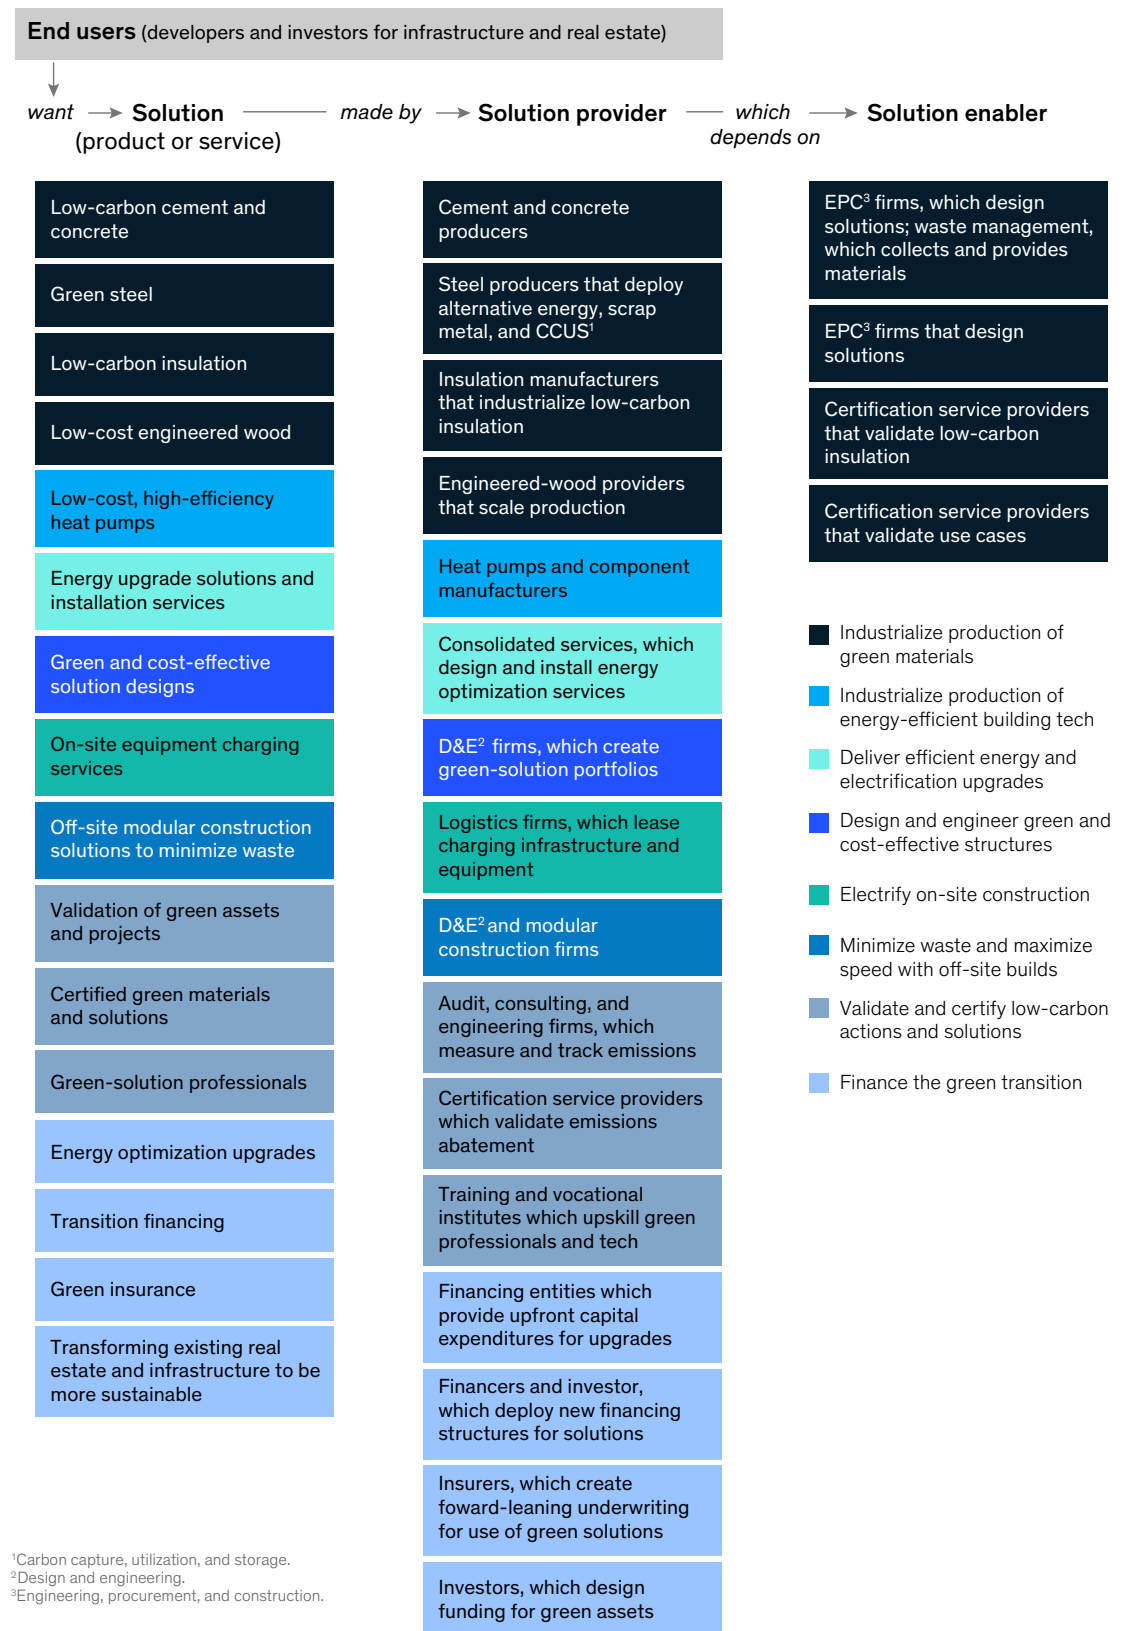 End users (developers and investors for infrastructure and real estate)
want
Solution
(product or service)
made by
Solution provider
which
depends on
Solution enabler
Low-carbon cement and
concrete
Green steel
Low-carbon insulation
Low-cost engineered wood
Low-cost, high-efficiency
heat pumps
Energy upgrade solutions and
installation services
Green and cost-effective
solution designs
On-site equipment charging
services
Off-site modular construction
solutions to minimize waste
Validation of green assets
and projects
Certified green materials
and solutions
Green-solution professionals
Energy optimization upgrades
Transition financing
Green insurance
Transforming existing real
estate and infrastructure to be
more sustainable
Cement and concrete
producers
Steel producers that deploy
alternative energy, scrap
metal, and CCUS¹
Insulation manufacturers
that industrialize low-carbon
insulation
Engineered-wood providers
that scale production
Heat pumps and component
manufacturers
Consolidated services, which
design and install energy
optimization services
D&E² firms, which create
green-solution portfolios
Logistics firms, which lease
charging infrastructure and
equipment
D&E² and modular
construction firms
Audit, consulting, and
engineering firms, which
measure and track emissions
Certification service providers
which validate emissions
abatement
Training and vocational
institutes which upskill green
professionals and tech
Financing entities which
provide upfront capital
expenditures for upgrades
Financers and investor,
which deploy new financing
structures for solutions
Insurers, which create
foward-leaning underwriting
for use of green solutions
Investors, which design
funding for green assets
EPC³ firms, which design
solutions; waste management,
which collects and provides
materials
EPC³ firms that design
solutions
Certification service providers
that validate low-carbon
insulation
Certification service providers
that validate use cases
Industrialize production of
green materials
Industrialize production of
energy-efficient building tech
Deliver efficient energy and
electrification upgrades
Design and engineer green and
cost-effective structures
Electrify on-site construction
Minimize waste and maximize
speed with off-site builds
Validate and certify low-carbon
actions and solutions
Finance the green transition
¹Carbon capture, utilization, and storage.
²Design and engineering.
³Engineering, procurement, and construction.